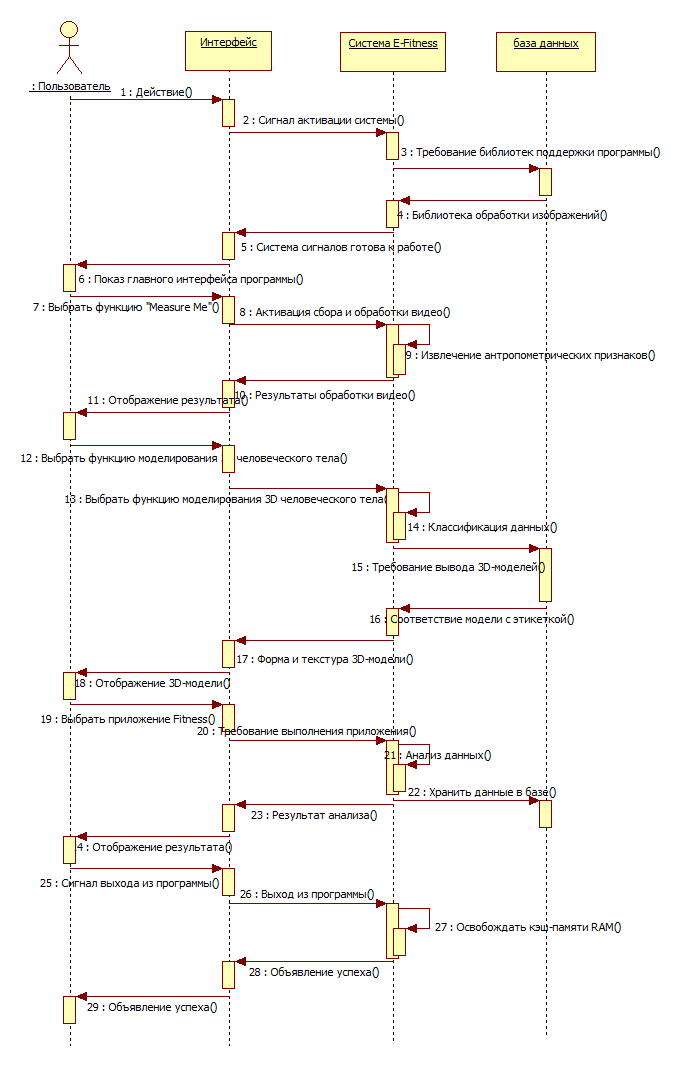 Интерфейс
Система E-Fitness
база данных
: Пользователь
1 : Действие()
2 : Сигнал активации системы()
3 : Требование библиотек поддержки программы()
4 : Библиотека обработки изображений()
5 : Система сигналов готова к работе()
6 : Показ главного интерфейса программы()
7 : Выбрать функцию "Measure Me"()
8 : Активация сбора и обработки видео()
9 : Извлечение антропометрических признаков()
10 : Результаты обработки видео()
11 : Отображение результата()
12 : Выбрать функцию моделирования человеческого тела()
13 : Выбрать функцию моделирования 3D человеческого тела()
14 : Классификация данных()
15 : Требование вывода 3D-моделей()
16 : Соответствие модели с этикеткой()
17 : Форма и текстура 3D-модели()
18 : Отображение 3D-модели()
19 : Выбрать приложение Fitness()
20 : Требование выполнения приложения()
21 : Анализ данных()
22 : Хранить данные в базе()
23 : Результат анализа()
24 : Отображение результата()
25 : Сигнал выхода из программы()
26 : Выход из программы()
27 : Освобождать кэш-памяти RAM()
28 : Объявление успеха()
29 : Объявление успеха()